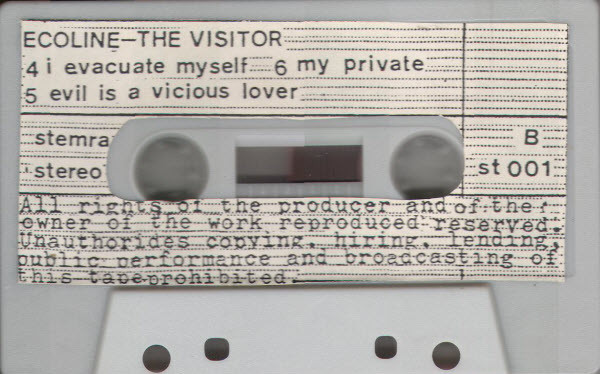 ECOLINE—THE VISITOR
4 i evacuate myself 6 my private
5 evil is a vicious lover
stemra B
stereo st 001
All rights of the producer and of the
owner of the work reproduced reserved.
Unauthorides copying, hiring, lending,
public performance and broadcasting of
this tapeprohibited.